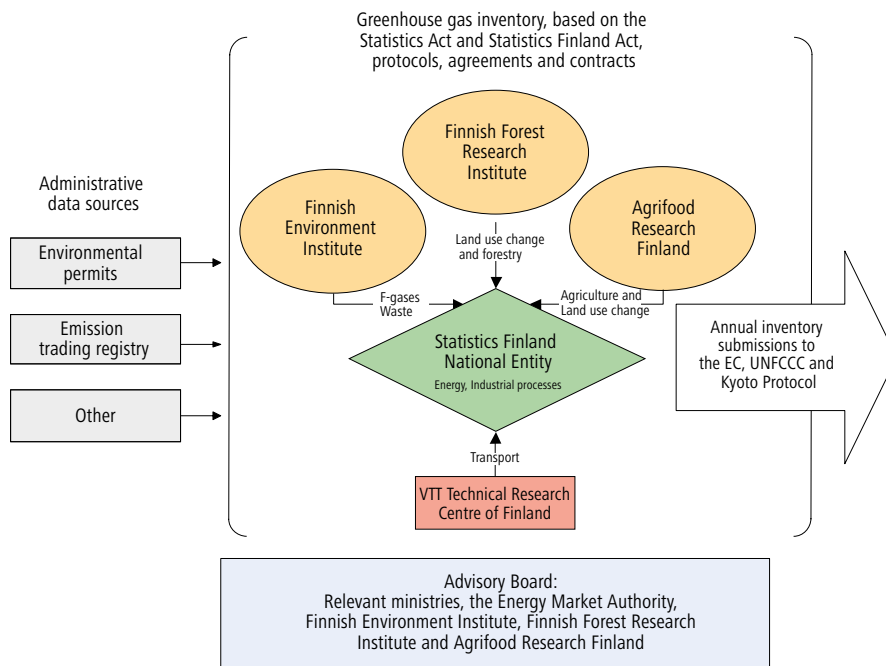 Greenhouse gas inventory, based on the
Statistics Act and Statistics Finland Act,
protocols, agreements and contracts
Administrative
data sources
Environmental
permits
Emission
trading registry
Other
Finnish Forest
Research
Institute
Finnish
Environment
Institute
Agrifood
Research
Finland
Land use change
and forestry
F-gases
Waste
Agriculture and
Land use change
Statistics Finland
National Entity
Energy, Industrial processes
Transport
VTT Technical Research
Centre of Finland
Annual inventory
submissions to
the EC, UNFCCC and
Kyoto Protocol
Advisory Board:
Relevant ministries, the Energy Market Authority,
Finnish Environment Institute, Finnish Forest Research
Institute and Agrifood Research Finland